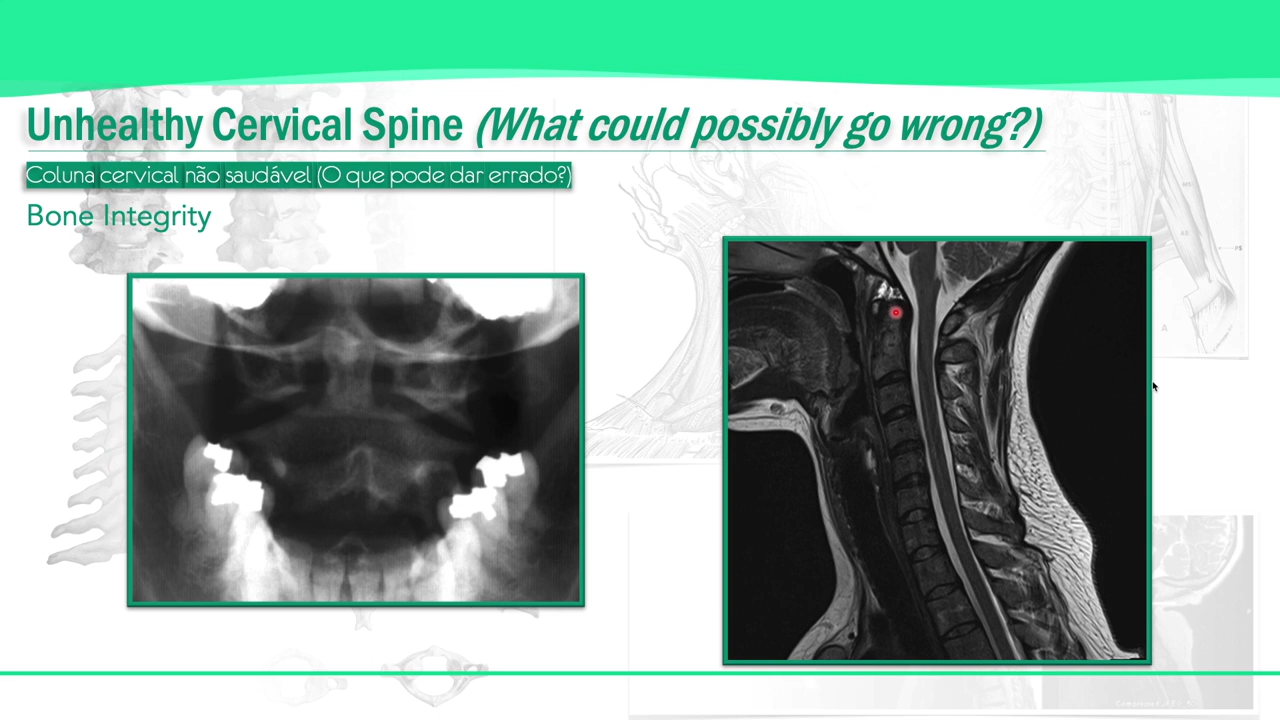 Unhealthy Cervical Spine (What could possibly go wrong?)
Coluna cervical não saudável (O que pode dar errado?)
Bone Integrity